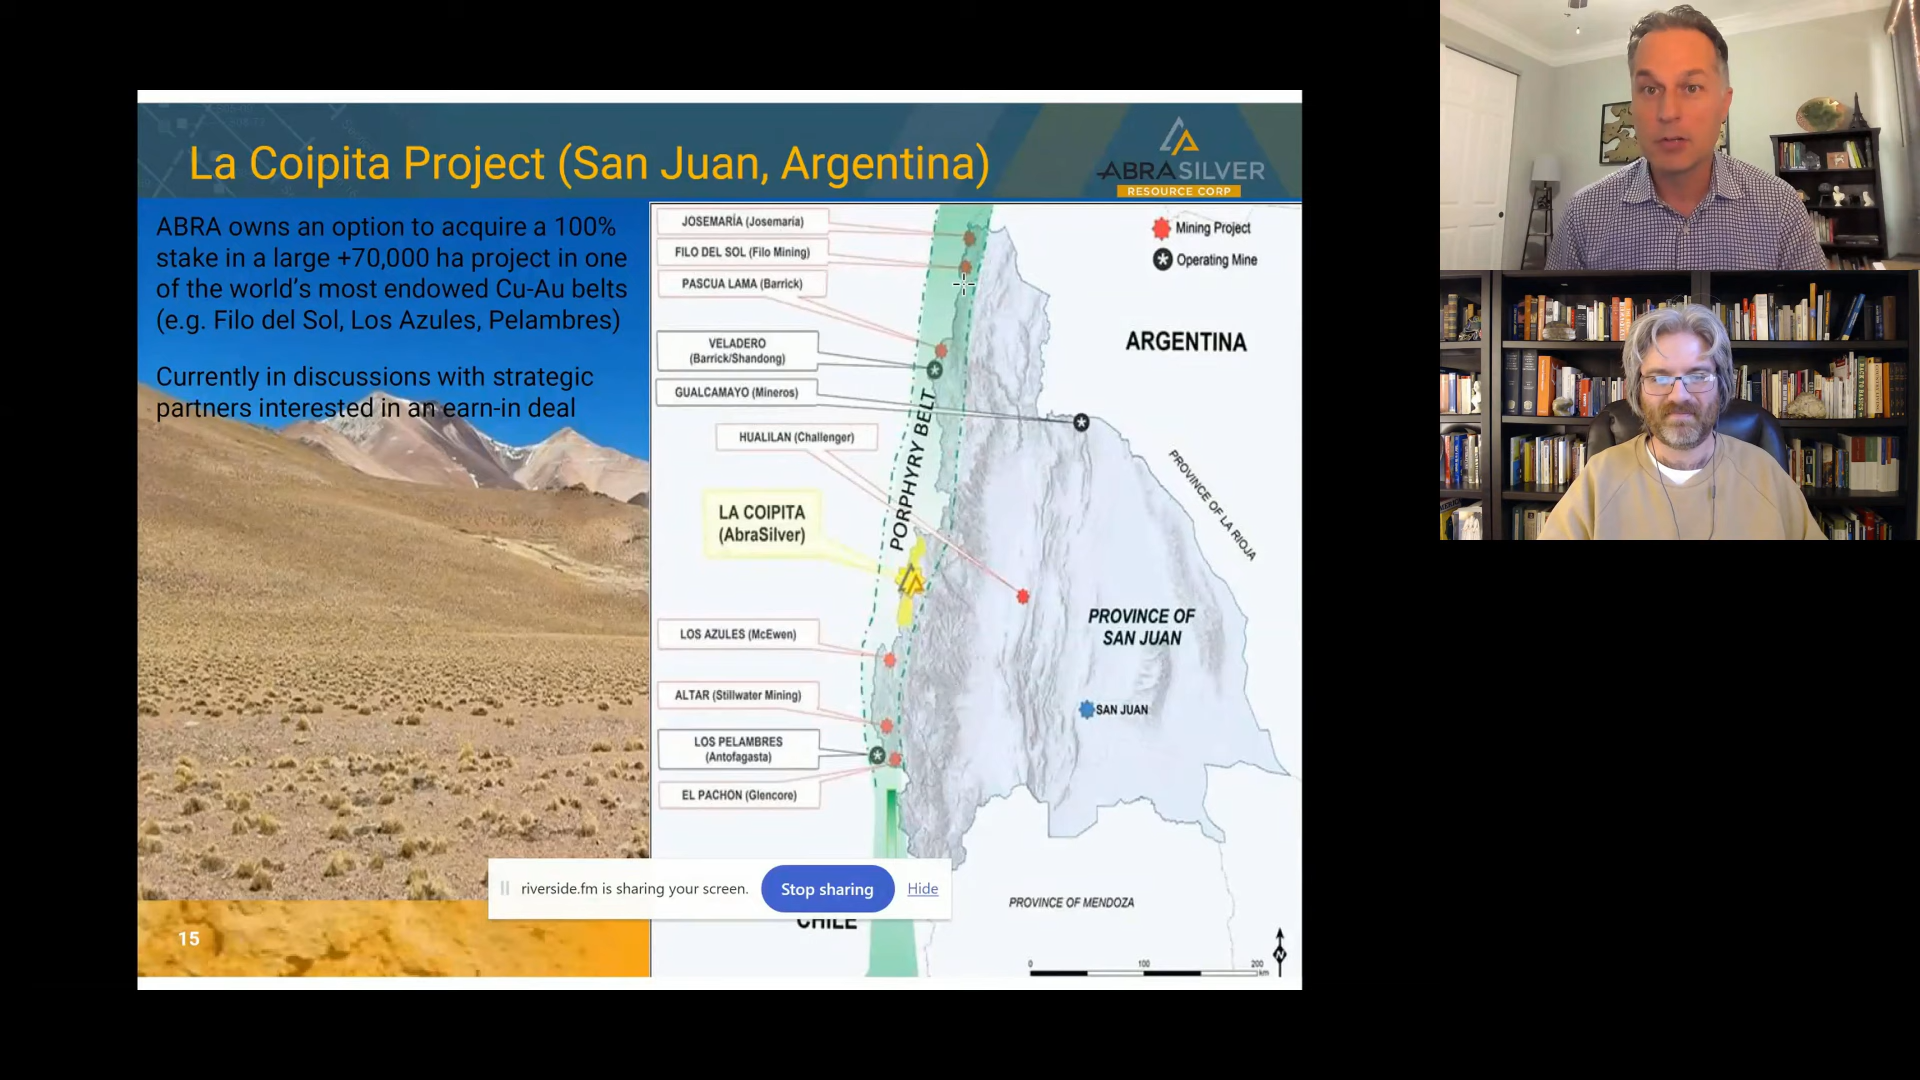 La Coipita Project (San Juan, Argentina)
ABRASILVER
RESOURCE CORP
ABRA owns an option to acquire a 100%
stake in a large +70,000 ha project in one
of the world's most endowed Cu-Au belts
(e.g. Filo del Sol, Los Azules, Pelambres)
Currently in discussions with strategic
partners interested in an earn-in deal
15
JOSEMARÍA (Josemaría)
FILO DEL SOL (Filo Mining)
PASCUA LAMA (Barrick)
VELADERO
(Barrick/Shandong)
GUALCAMAYO (Mineros)
HUALILAN (Challenger)
LA COIPITA
(AbraSilver)
LOS AZULES (McEwen)
ALTAR (Stillwater Mining)
LOS PELAMBRES
(Antofagasta)
EL PACHON (Glencore)
PORPHYRY BELT
Mining Project
Operating Mine
ARGENTINA
PROVINCE OF LA RIOJA
PROVINCE OF
SAN JUAN
SAN JUAN
PROVINCE OF MENDOZA
CHILE
0 100 200
km
N
riverside.fm is sharing your screen.
Stop sharing
Hide